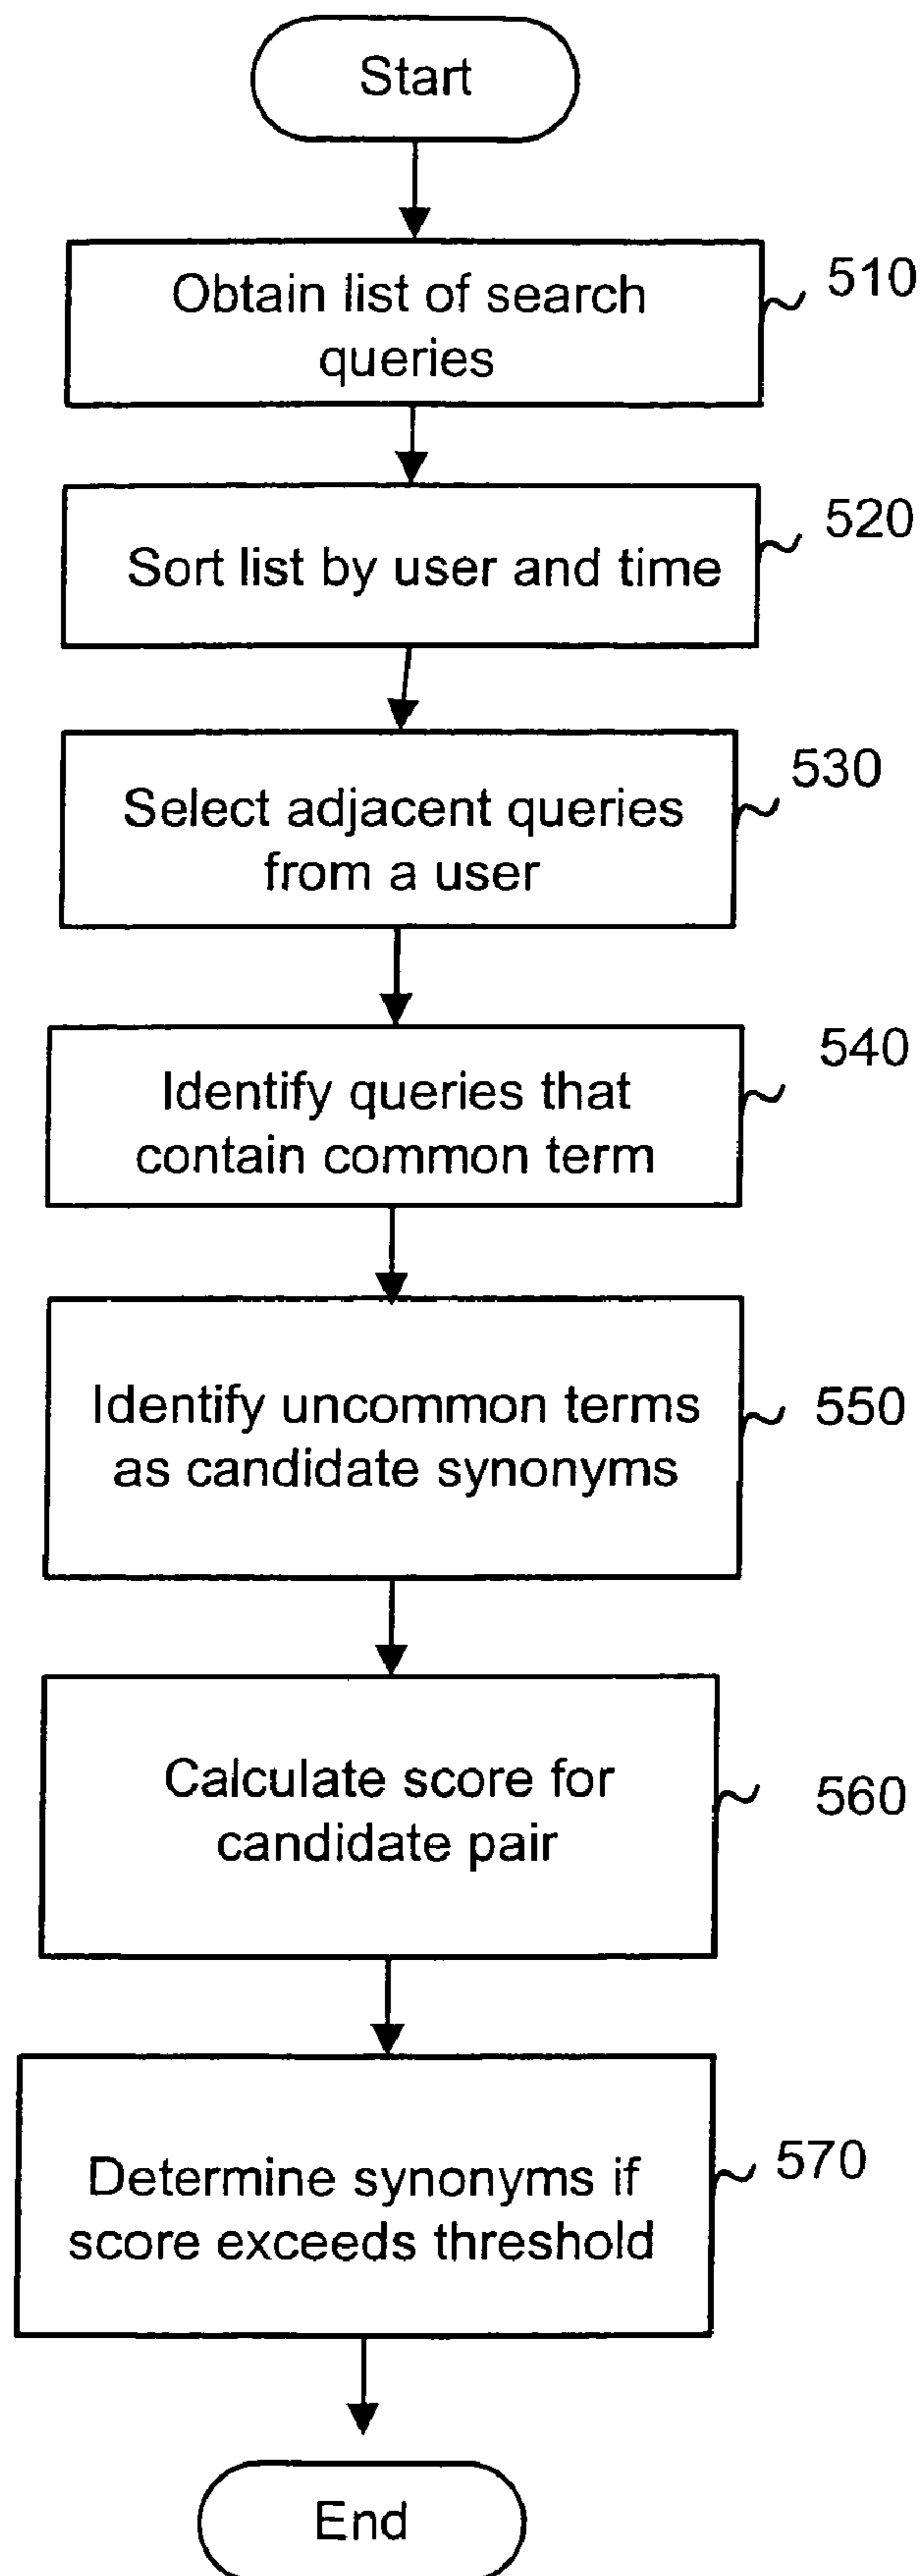 Start
Obtain list of search
queries
510
Sort list by user and time
520
Select adjacent queries
from a user
530
Identify queries that
contain common term
540
Identify uncommon terms
as candidate synonyms
550
Calculate score for
candidate pair
560
Determine synonyms if
score exceeds threshold
570
End